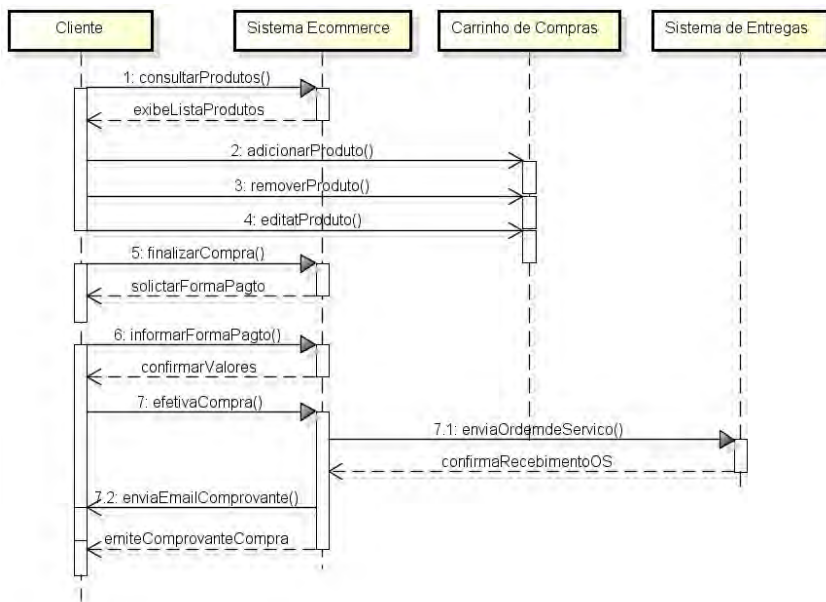 Cliente
Sistema Ecommerce
Carrinho de Compras
Sistema de Entregas
1: consultarProdutos()
exibeListaProdutos
2: adicionarProduto()
3: removerProduto()
4: editatProduto()
5: finalizarCompra()
solictarFormaPagto
6: informarFormaPagto()
confirmarValores
7: efetivaCompra()
7.1: enviaOrdemdeServico()
confirmaRecebimentoOS
7.2: enviaEmailComprovante()
emiteComprovanteCompra